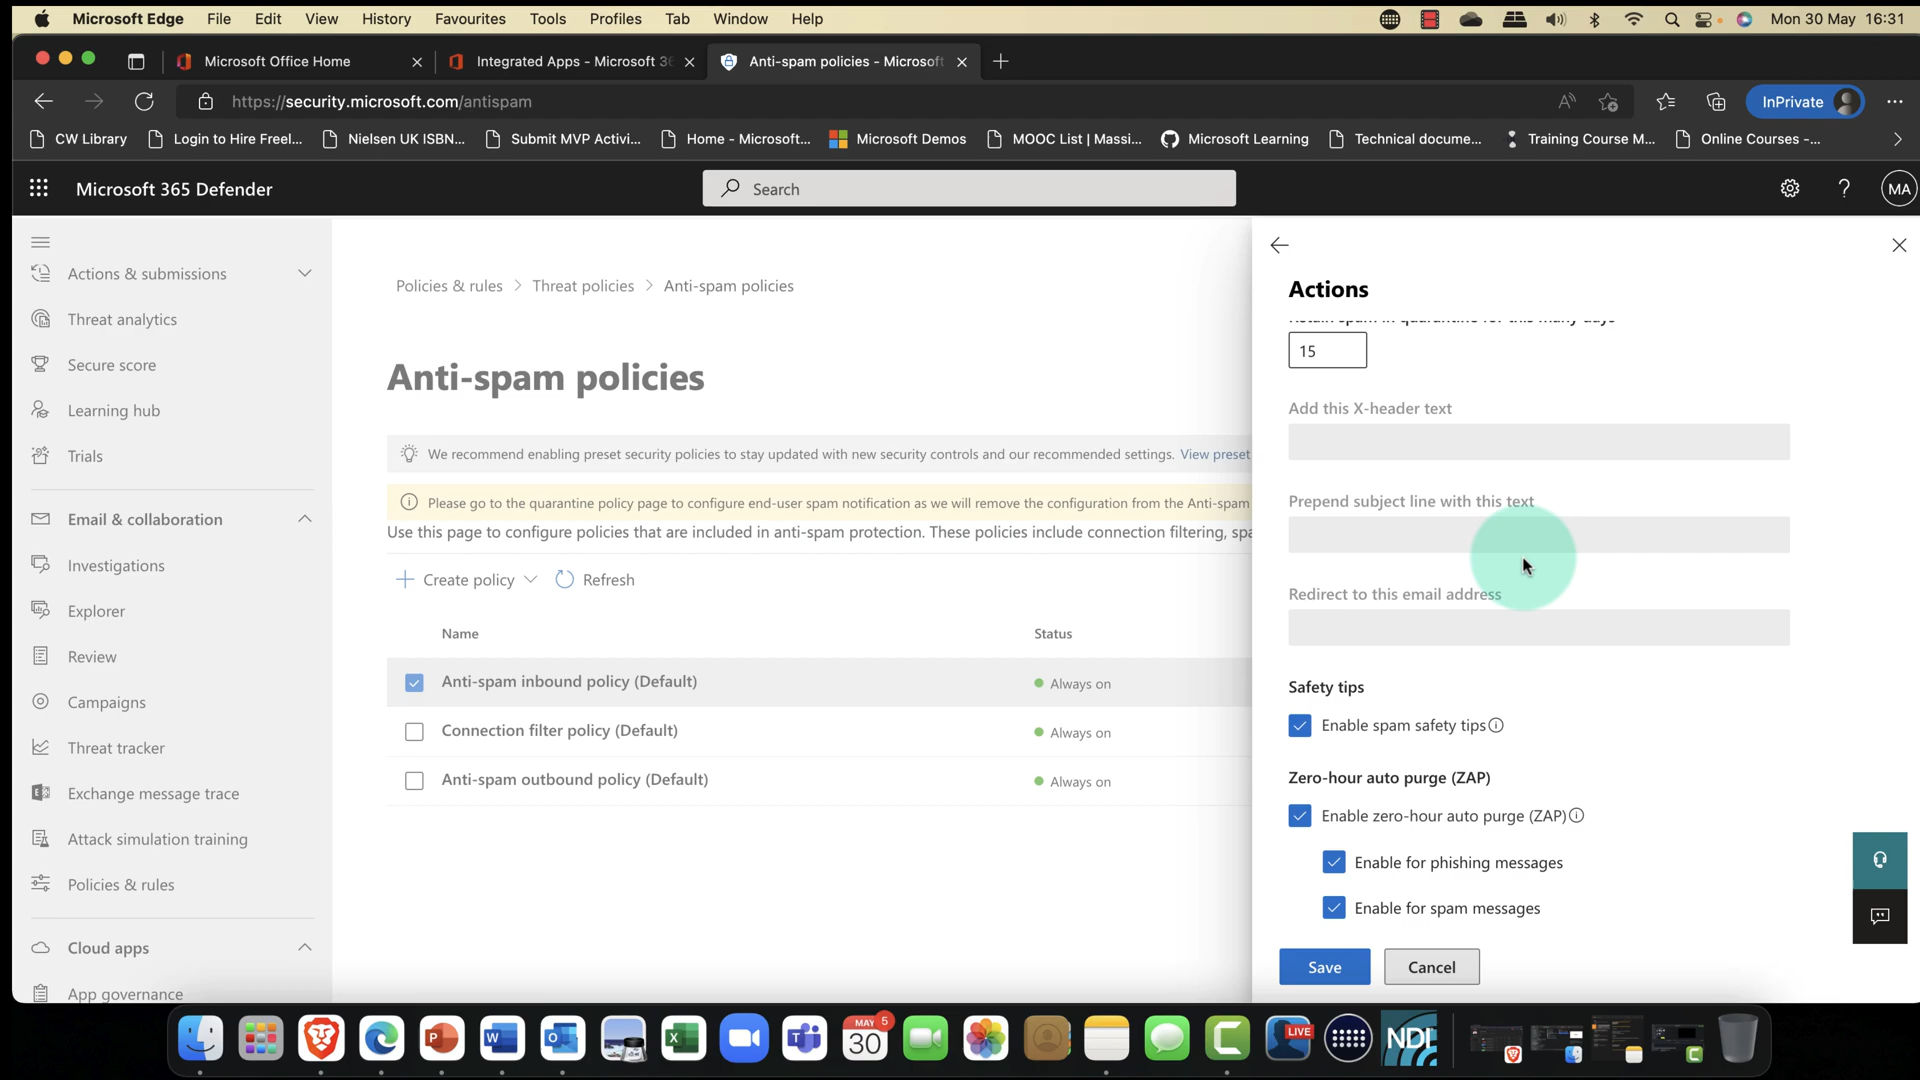 Microsoft Edge File Edit View History Favourites Tools Profiles Tab Window Help Mon 30 May 16:31
Microsoft Office Home Integrated Apps - Microsoft 36 Anti-spam policies - Microsoft
https://security.microsoft.com/antispam InPrivate
CW Library Login to Hire Freel... Nielsen UK ISBN... Submit MVP Activi... Home - Microsoft... Microsoft Demos MOOC List | Massi... Microsoft Learning Technical docume... Training Course M... Online Courses -...
Microsoft 365 Defender Search MA
Actions & submissions
Threat analytics
Secure score
Learning hub
Trials
Email & collaboration
Investigations
Explorer
Review
Campaigns
Threat tracker
Exchange message trace
Attack simulation training
Policies & rules
Cloud apps
App governance
Policies & rules > Threat policies > Anti-spam policies
Anti-spam policies
We recommend enabling preset security policies to stay updated with new security controls and our recommended settings. View preset
Please go to the quarantine policy page to configure end-user spam notification as we will remove the configuration from the Anti-spam
Use this page to configure policies that are included in anti-spam protection. These policies include connection filtering, spa
Create policy Refresh
Name Status
Anti-spam inbound policy (Default) Always on
Connection filter policy (Default) Always on
Anti-spam outbound policy (Default) Always on
Actions
Retain spam in quarantine for this many days
15
Add this X-header text
Prepend subject line with this text
Redirect to this email address
Safety tips
Enable spam safety tips
Zero-hour auto purge (ZAP)
Enable zero-hour auto purge (ZAP)
Enable for phishing messages
Enable for spam messages
Save Cancel
MAY 5
30
LIVE
NDI